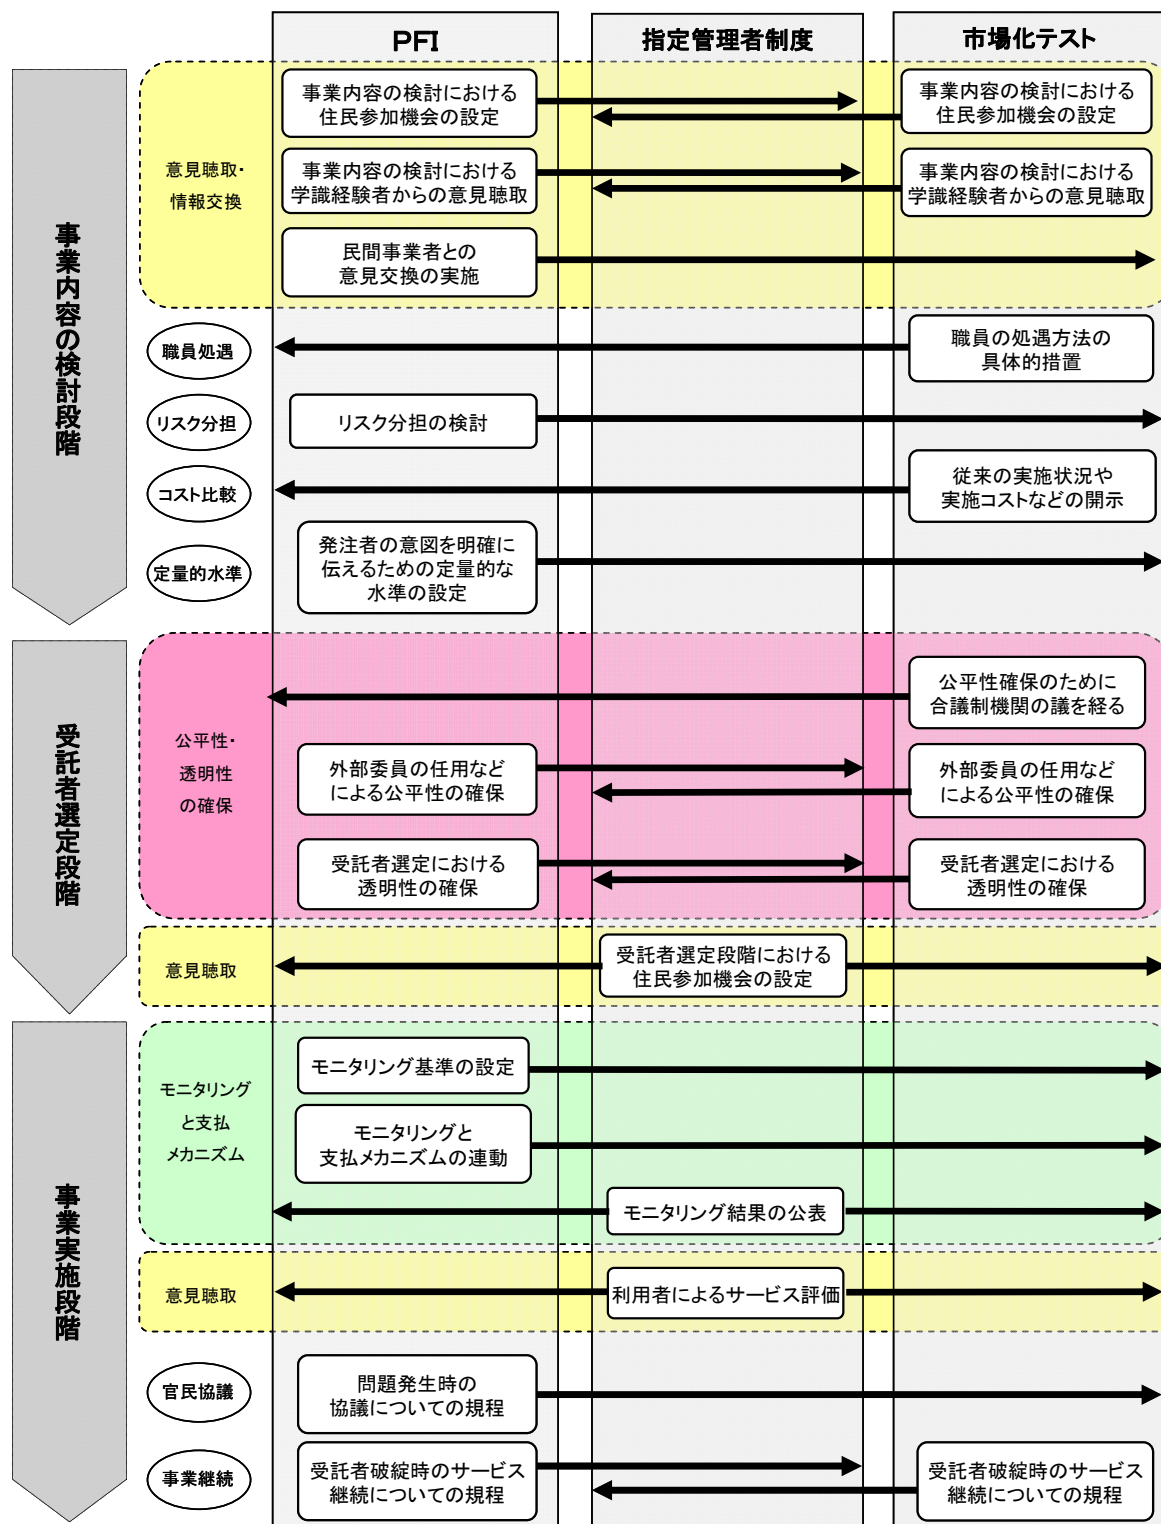 PFI
指定管理者制度
市場化テスト
事業内容の検討段階
意見聴取・
情報交換
事業内容の検討における
住民参加機会の設定
事業内容の検討における
住民参加機会の設定
事業内容の検討における
学識経験者からの意見聴取
事業内容の検討における
学識経験者からの意見聴取
民間事業者との
意見交換の実施
職員処遇
職員の処遇方法の
具体的措置
リスク分担
リスク分担の検討
コスト比較
従来の実施状況や
実施コストなどの開示
定量的水準
発注者の意図を明確に
伝えるための定量的な
水準の設定
受託者選定段階
公平性・
透明性
の確保
公平性確保のために
合議制機関の議を経る
外部委員の任用など
による公平性の確保
外部委員の任用など
による公平性の確保
受託者選定における
透明性の確保
受託者選定における
透明性の確保
意見聴取
受託者選定段階における
住民参加機会の設定
事業実施段階
モニタリング
と支払
メカニズム
モニタリング基準の設定
モニタリングと
支払メカニズムの連動
モニタリング結果の公表
意見聴取
利用者によるサービス評価
官民協議
問題発生時の
協議についての規程
事業継続
受託者破綻時のサービス
継続についての規程
受託者破綻時のサービス
継続についての規程